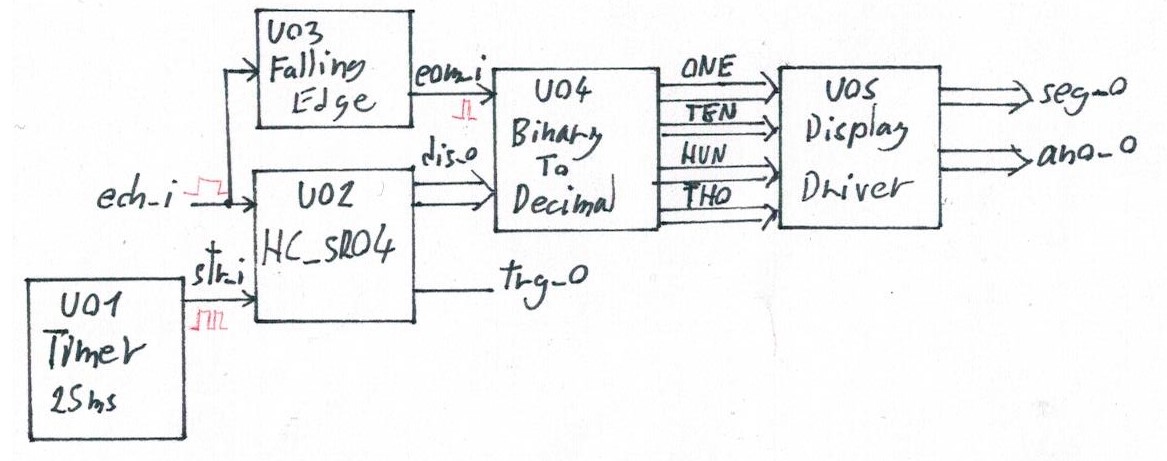 U03
Falling
Edge
eom_i
ONE
U04
Binary
To
Decimal
TEN
HUN
THO
U05
Display
Driver
seg_o
ano_o
dis_o
ech_i
U02
HC_SR04
str_i
trg_o
U01
Timer
25ms